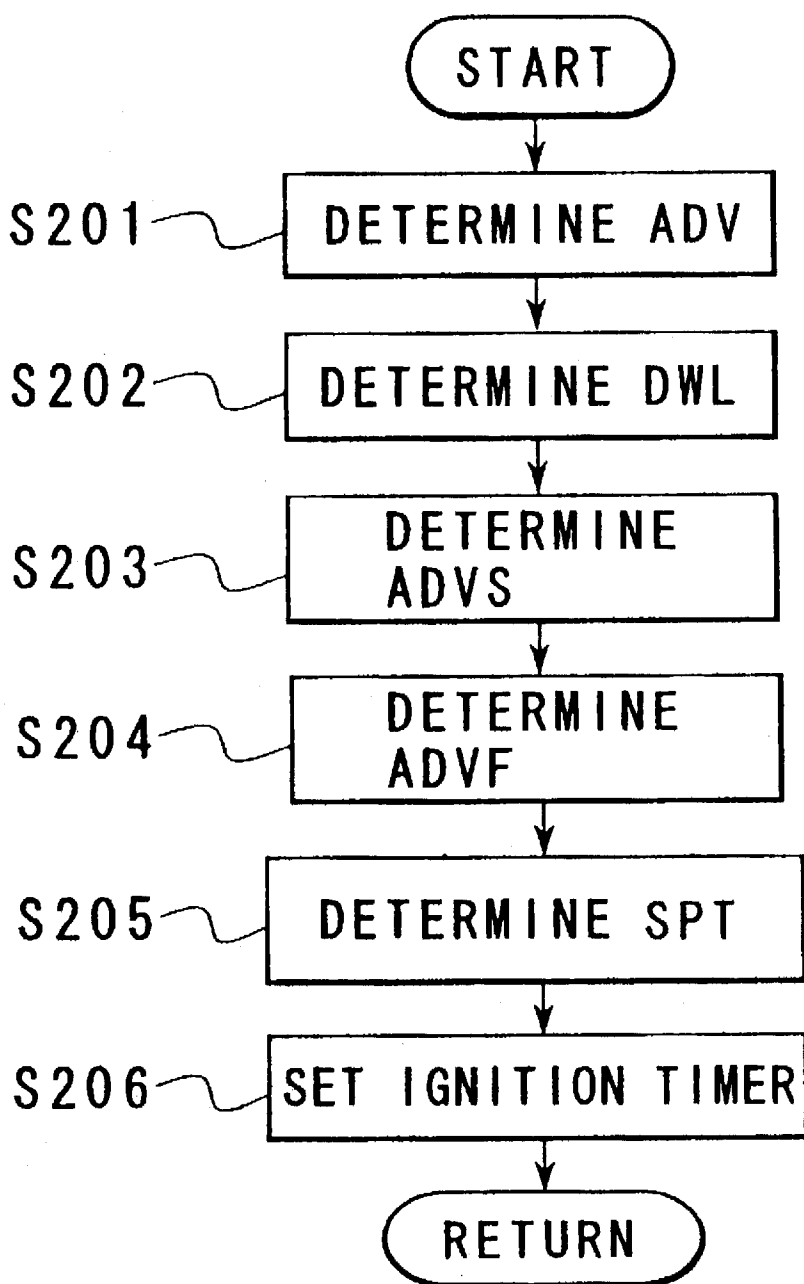 START
S201 DETERMINE ADV
S202 DETERMINE DWL
S203 DETERMINE
ADVS
S204 DETERMINE
ADVF
S205 DETERMINE SPT
S206 SET IGNITION TIMER
RETURN